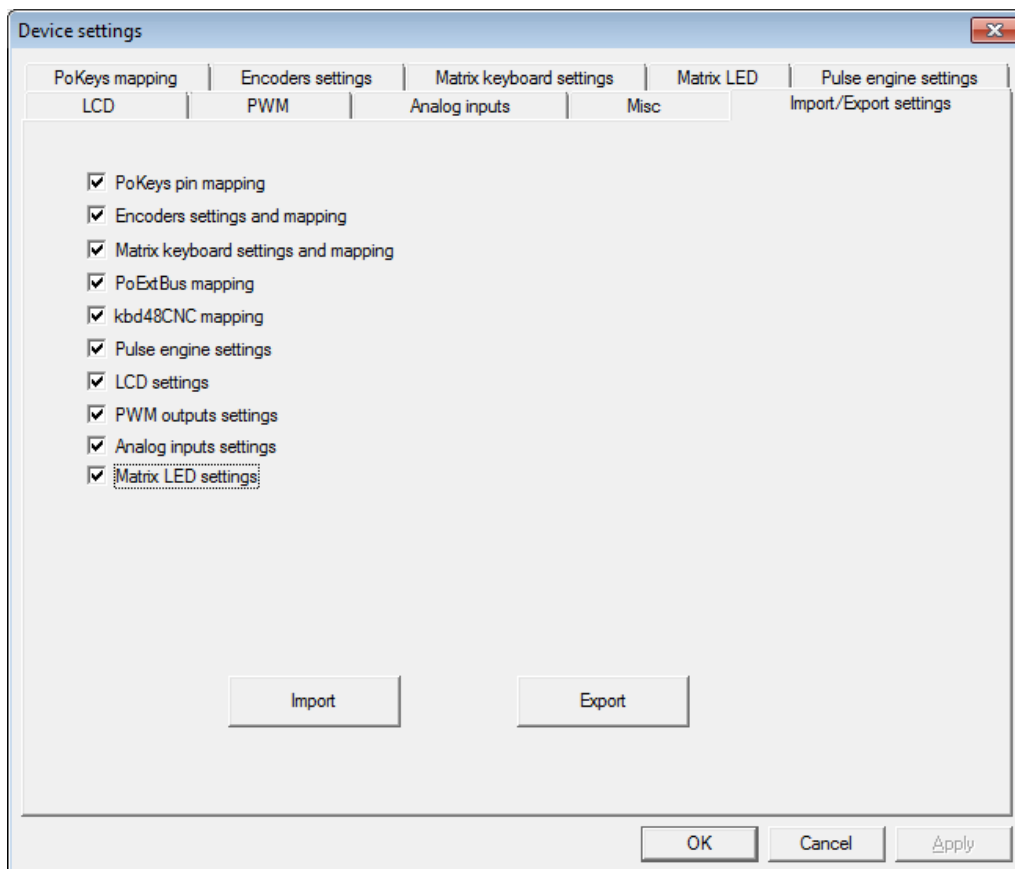 Device settings
PoKeys mapping Encoders settings Matrix keyboard settings Matrix LED Pulse engine settings
LCD PWM Analog inputs Misc Import/Export settings
PoKeys pin mapping
Encoders settings and mapping
Matrix keyboard settings and mapping
PoExtBus mapping
kbd48CNC mapping
Pulse engine settings
LCD settings
PWM outputs settings
Analog inputs settings
Matrix LED settings
Import Export
OK Cancel Apply